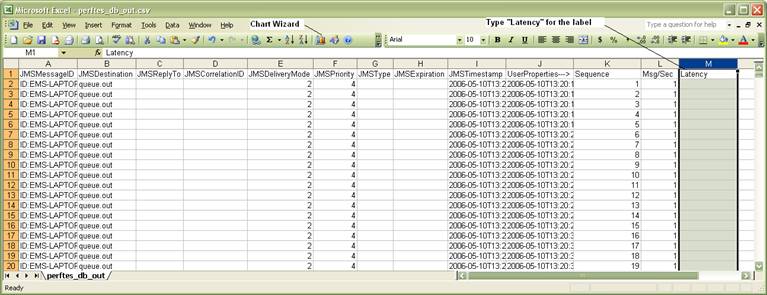 Microsoft Excel - perftes_db_out.csv
Chart Wizard
Type "Latency" for the label
File Edit View Insert Format Tools Data Window Help
Type a question for help
Arial 10 B I U
M1 fx Latency
A B C D E F G H I J K L M
1 JMSMessageID JMSDestination JMSReplyTo JMSCorrelationID JMSDeliveryMode JMSPriority JMSType JMSExpiration JMSTimestamp UserProperties---> Sequence Msg/Sec Latency
2 ID:EMS-LAPTOP queue.out 2 4 2006-05-10T13:2 2006-05-10T13:20:1 1 1
3 ID:EMS-LAPTOP queue.out 2 4 2006-05-10T13:2 2006-05-10T13:20:1 2 1
4 ID:EMS-LAPTOP queue.out 2 4 2006-05-10T13:2 2006-05-10T13:20:1 3 1
5 ID:EMS-LAPTOP queue.out 2 4 2006-05-10T13:2 2006-05-10T13:20:1 4 1
6 ID:EMS-LAPTOP queue.out 2 4 2006-05-10T13:2 2006-05-10T13:20:1 5 1
7 ID:EMS-LAPTOP queue.out 2 4 2006-05-10T13:2 2006-05-10T13:20:2 6 1
8 ID:EMS-LAPTOP queue.out 2 4 2006-05-10T13:2 2006-05-10T13:20:2 7 1
9 ID:EMS-LAPTOP queue.out 2 4 2006-05-10T13:2 2006-05-10T13:20:2 8 1
10 ID:EMS-LAPTOP queue.out 2 4 2006-05-10T13:2 2006-05-10T13:20:2 9 1
11 ID:EMS-LAPTOP queue.out 2 4 2006-05-10T13:2 2006-05-10T13:20:2 10 1
12 ID:EMS-LAPTOP queue.out 2 4 2006-05-10T13:2 2006-05-10T13:20:2 11 1
13 ID:EMS-LAPTOP queue.out 2 4 2006-05-10T13:2 2006-05-10T13:20:2 12 1
14 ID:EMS-LAPTOP queue.out 2 4 2006-05-10T13:2 2006-05-10T13:20:2 13 1
15 ID:EMS-LAPTOP queue.out 2 4 2006-05-10T13:2 2006-05-10T13:20:2 14 1
16 ID:EMS-LAPTOP queue.out 2 4 2006-05-10T13:2 2006-05-10T13:20:2 15 1
17 ID:EMS-LAPTOP queue.out 2 4 2006-05-10T13:2 2006-05-10T13:20:3 16 1
18 ID:EMS-LAPTOP queue.out 2 4 2006-05-10T13:2 2006-05-10T13:20:3 17 1
19 ID:EMS-LAPTOP queue.out 2 4 2006-05-10T13:2 2006-05-10T13:20:3 18 1
20 ID:EMS-LAPTOP queue.out 2 4 2006-05-10T13:2 2006-05-10T13:20:3 19 1
perftes_db_out
Ready